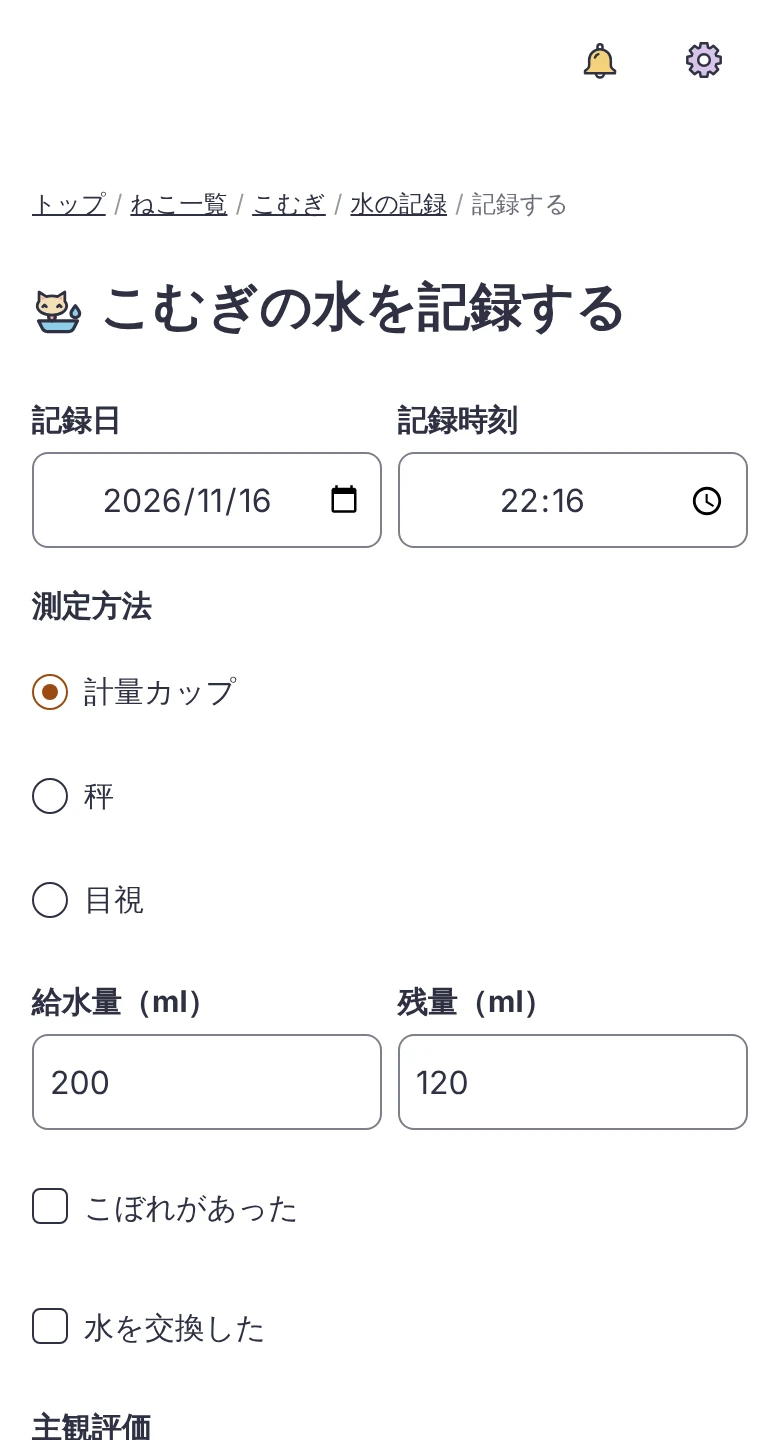 トップ / ねこ一覧 / こむぎ / 水の記録 / 記録する
こむぎの水を記録する
記録日 記録時刻
2026/11/16 22:16
測定方法
計量カップ
秤
目視
給水量（ml） 残量（ml）
200 120
こぼれがあった
水を交換した
主観評価